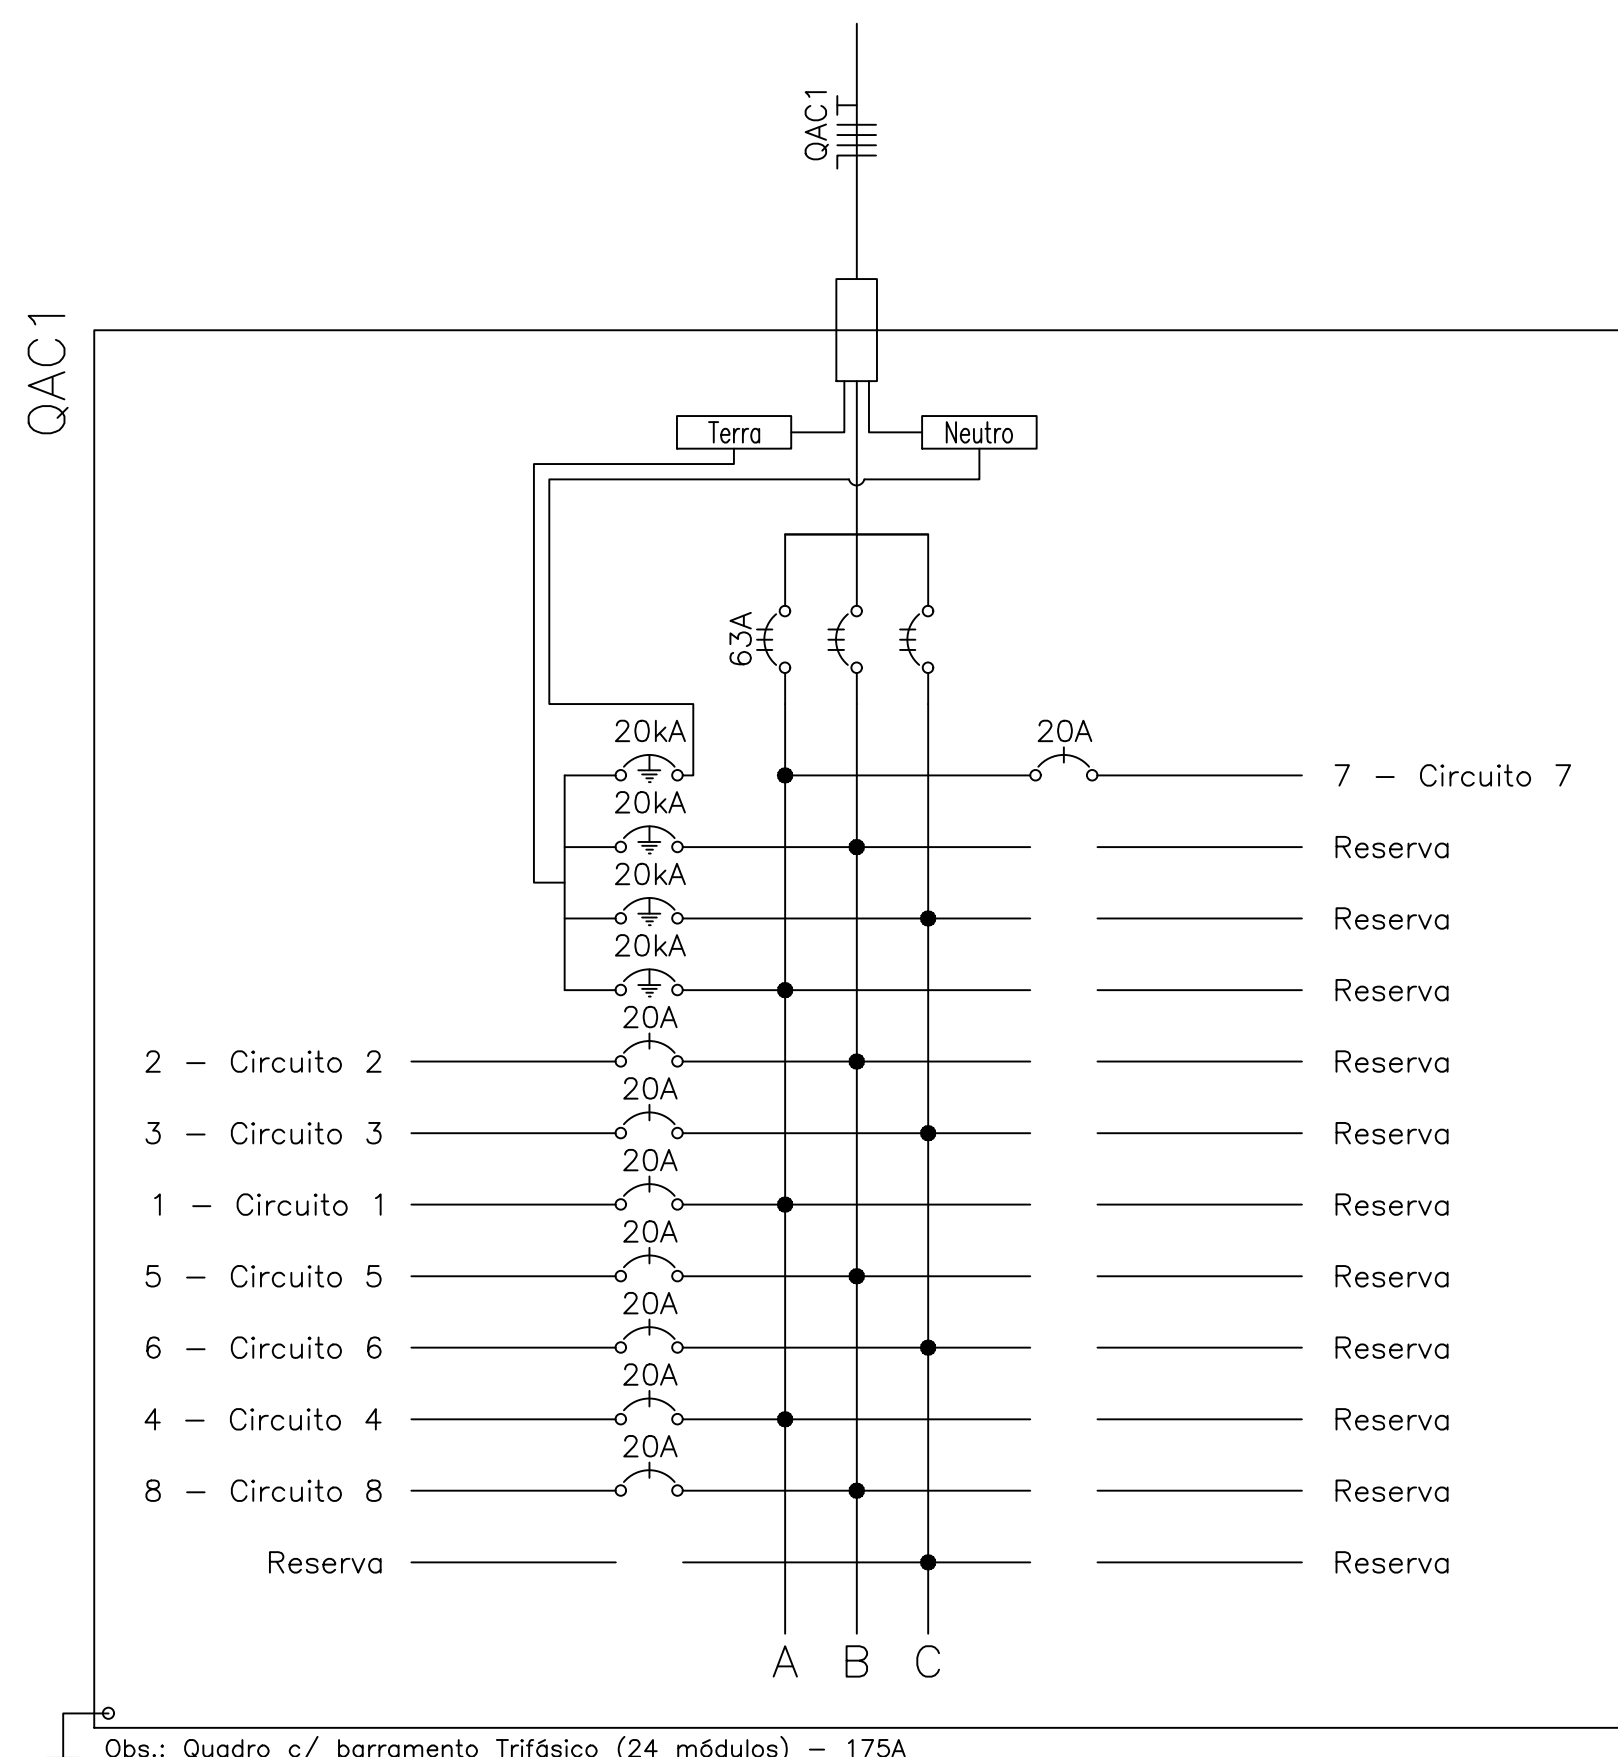 QAC1
QAC1
Terra
Neutro
63A
20kA
20A
7 - Circuito 7
20kA
Reserva
20kA
Reserva
20kA
Reserva
20A
2 - Circuito 2
Reserva
20A
3 - Circuito 3
Reserva
20A
1 - Circuito 1
Reserva
20A
5 - Circuito 5
Reserva
20A
6 - Circuito 6
Reserva
20A
4 - Circuito 4
Reserva
20A
8 - Circuito 8
Reserva
Reserva
Reserva
A B C
Obs.: Quadro c/ barramento Trifásico (24 módulos) - 175A